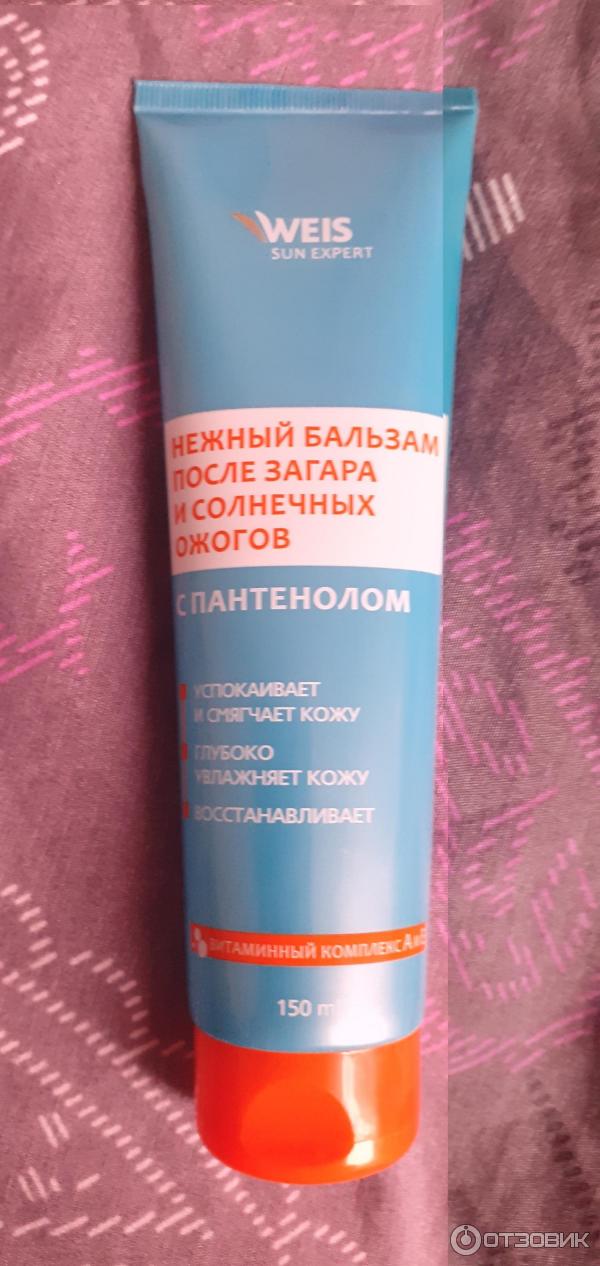 WEIS
SUN EXPERT
НЕЖНЫЙ БАЛЬЗАМ
ПОСЛЕ ЗАГАРА
И СОЛНЕЧНЫХ
ОЖОГОВ
С ПАНТЕНОЛОМ
УСПОКАИВАЕТ
И СМЯГЧАЕТ КОЖУ
ГЛУБОКО
УВЛАЖНЯЕТ КОЖУ
ВОССТАНАВЛИВАЕТ
ВИТАМИННЫЙ КОМПЛЕКС А и Е
150 ml
ОТЗОВИК